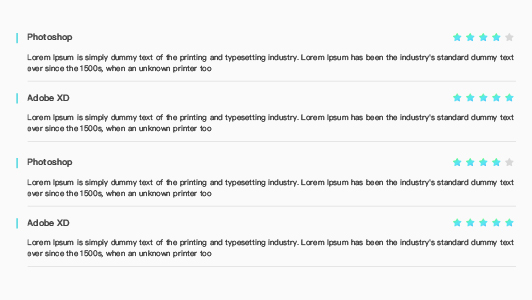 Photoshop
Lorem Ipsum is simply dummy text of the printing and typesetting industry. Lorem Ipsum has been the industry's standard dummy text
ever since the 1500s, when an unknown printer too
Adobe XD
Lorem Ipsum is simply dummy text of the printing and typesetting industry. Lorem Ipsum has been the industry's standard dummy text
ever since the 1500s, when an unknown printer too
Photoshop
Lorem Ipsum is simply dummy text of the printing and typesetting industry. Lorem Ipsum has been the industry's standard dummy text
ever since the 1500s, when an unknown printer too
Adobe XD
Lorem Ipsum is simply dummy text of the printing and typesetting industry. Lorem Ipsum has been the industry's standard dummy text
ever since the 1500s, when an unknown printer too